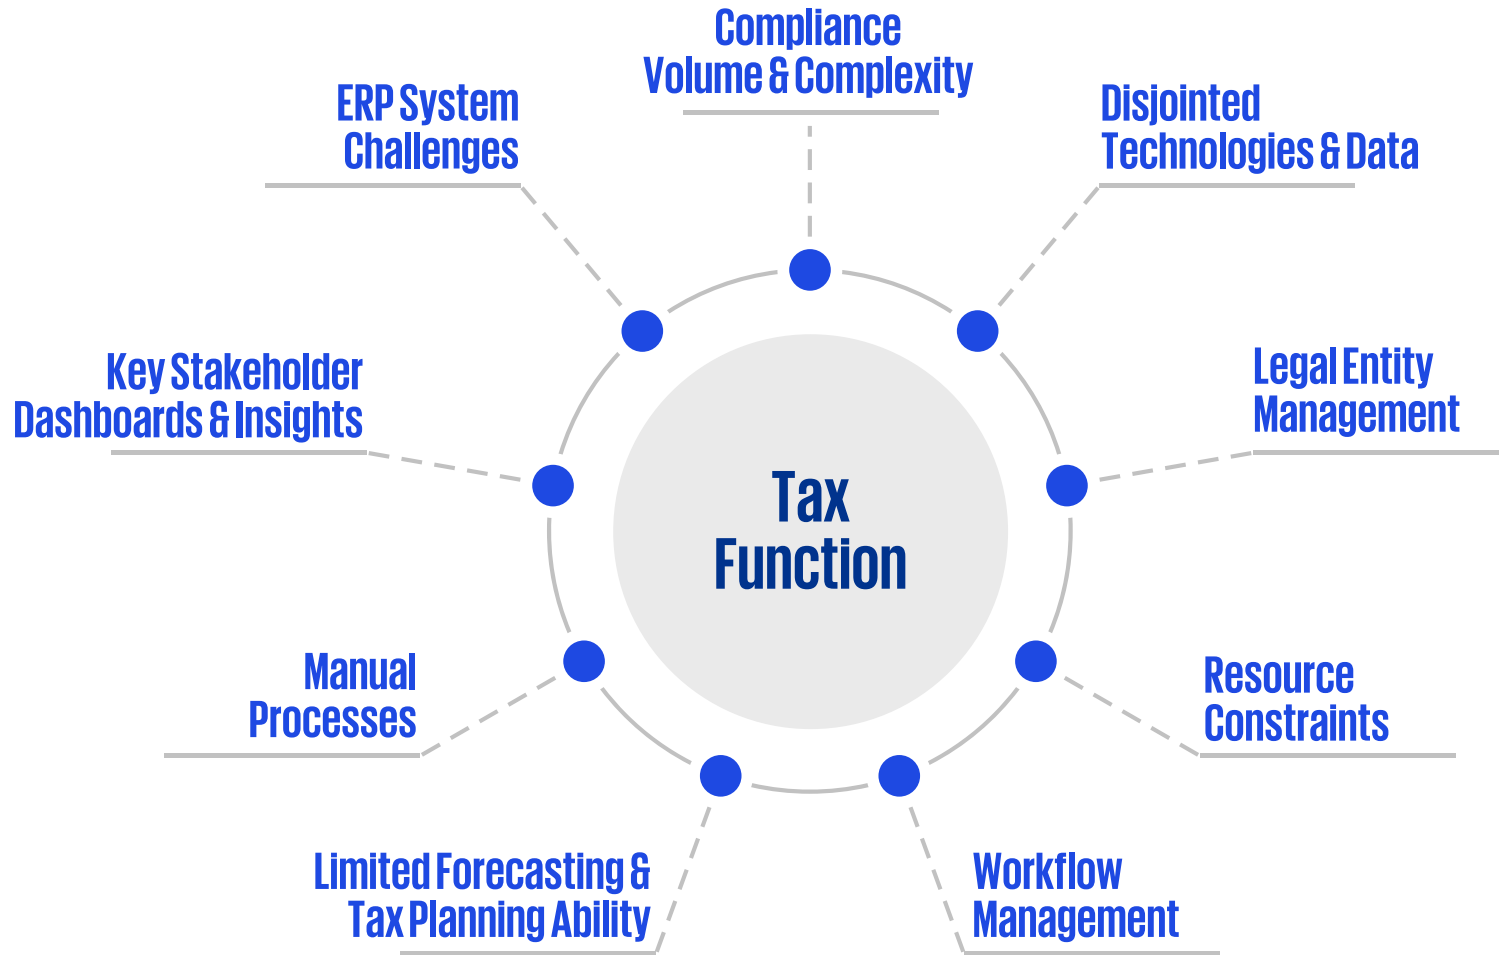 Compliance
Volume & Complexity
ERP System
Challenges
Disjointed
Technologies & Data
Key Stakeholder
Dashboards & Insights
Legal Entity
Management
Tax
Function
Manual
Processes
Resource
Constraints
Limited Forecasting &
Tax Planning Ability
Workflow
Management